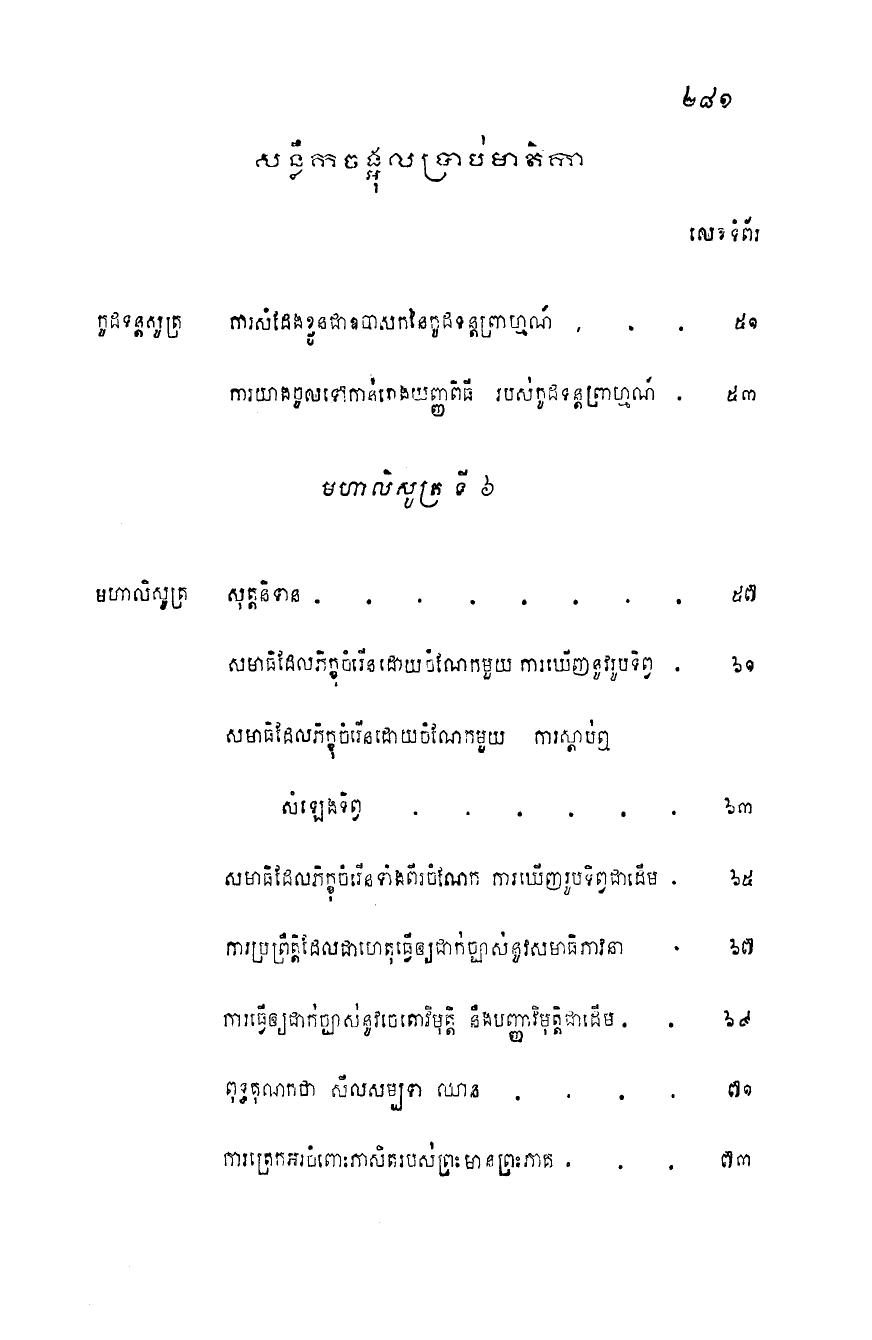 ២៨១
សន្លឹកចង្អុលប្រាប់មាតិកា
លេខទំព័រ
កូដទន្តសូត្រ ការសំដែងខ្លួនជាឧបាសកនៃកូដទន្តព្រាហ្មណ៍ . . . ៥១
ការយាងចូលទៅកាន់រោងយញ្ញពិធី របស់កូដទន្តព្រាហ្មណ៍ . ៥៣
មហាលិសូត្រ ទី ៦
មហាលិសូត្រ សុត្តនិទាន . . . . . . . . ៥៧
សមាធិដែលភិក្ខុចំរើនដោយចំណែកមួយ ការឃើញនូវរូបទិព្វ . ៦១
សមាធិដែលភិក្ខុចំរើនដោយចំណែកមួយ ការស្តាប់ឮ
សំឡេងទិព្វ . . . . . . ៦៣
សមាធិដែលភិក្ខុចំរើនទាំងពីរចំណែក ការឃើញរូបទិព្វជាដើម . ៦៥
ការប្រព្រឹត្តិដែលជាហេតុធ្វើឲ្យជាក់ច្បាស់នូវសមាធិភាវនា . ៦៧
ការធ្វើឲ្យជាក់ច្បាស់នូវចេតោវិមុត្តិ នឹងបញ្ញាវិមុត្តិជាដើម . . ៦៩
ពុទ្ធគុណកថា សីលសម្បទា ឈាន . . . . ៧១
ការត្រេកអរចំពោះភាសិតរបស់ព្រះមានព្រះភាគ . . . ៧៣